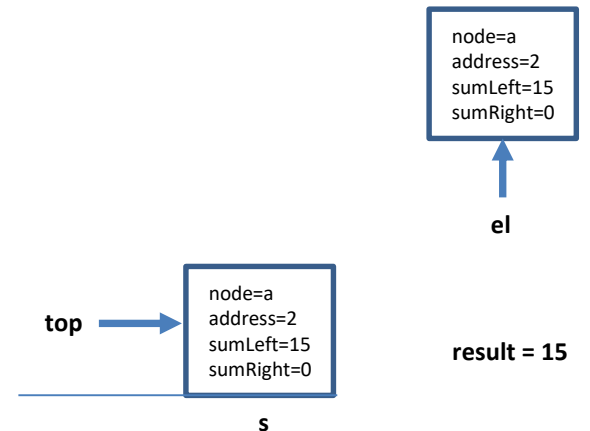 node=a
address=2
sumLeft=15
sumRight=0
el
top
node=a
address=2
sumLeft=15
sumRight=0
result = 15
s